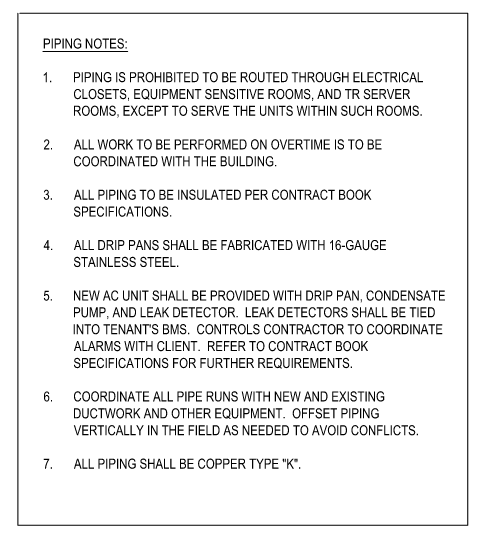 PIPING NOTES:
1. PIPING IS PROHIBITED TO BE ROUTED THROUGH ELECTRICAL
CLOSETS, EQUIPMENT SENSITIVE ROOMS, AND TR SERVER
ROOMS, EXCEPT TO SERVE THE UNITS WITHIN SUCH ROOMS.
2. ALL WORK TO BE PERFORMED ON OVERTIME IS TO BE
COORDINATED WITH THE BUILDING.
3. ALL PIPING TO BE INSULATED PER CONTRACT BOOK
SPECIFICATIONS.
4. ALL DRIP PANS SHALL BE FABRICATED WITH 16-GAUGE
STAINLESS STEEL.
5. NEW AC UNIT SHALL BE PROVIDED WITH DRIP PAN, CONDENSATE
PUMP, AND LEAK DETECTOR. LEAK DETECTORS SHALL BE TIED
INTO TENANT'S BMS. CONTROLS CONTRACTOR TO COORDINATE
ALARMS WITH CLIENT. REFER TO CONTRACT BOOK
SPECIFICATIONS FOR FURTHER REQUIREMENTS.
6. COORDINATE ALL PIPE RUNS WITH NEW AND EXISTING
DUCTWORK AND OTHER EQUIPMENT. OFFSET PIPING
VERTICALLY IN THE FIELD AS NEEDED TO AVOID CONFLICTS.
7. ALL PIPING SHALL BE COPPER TYPE "K".